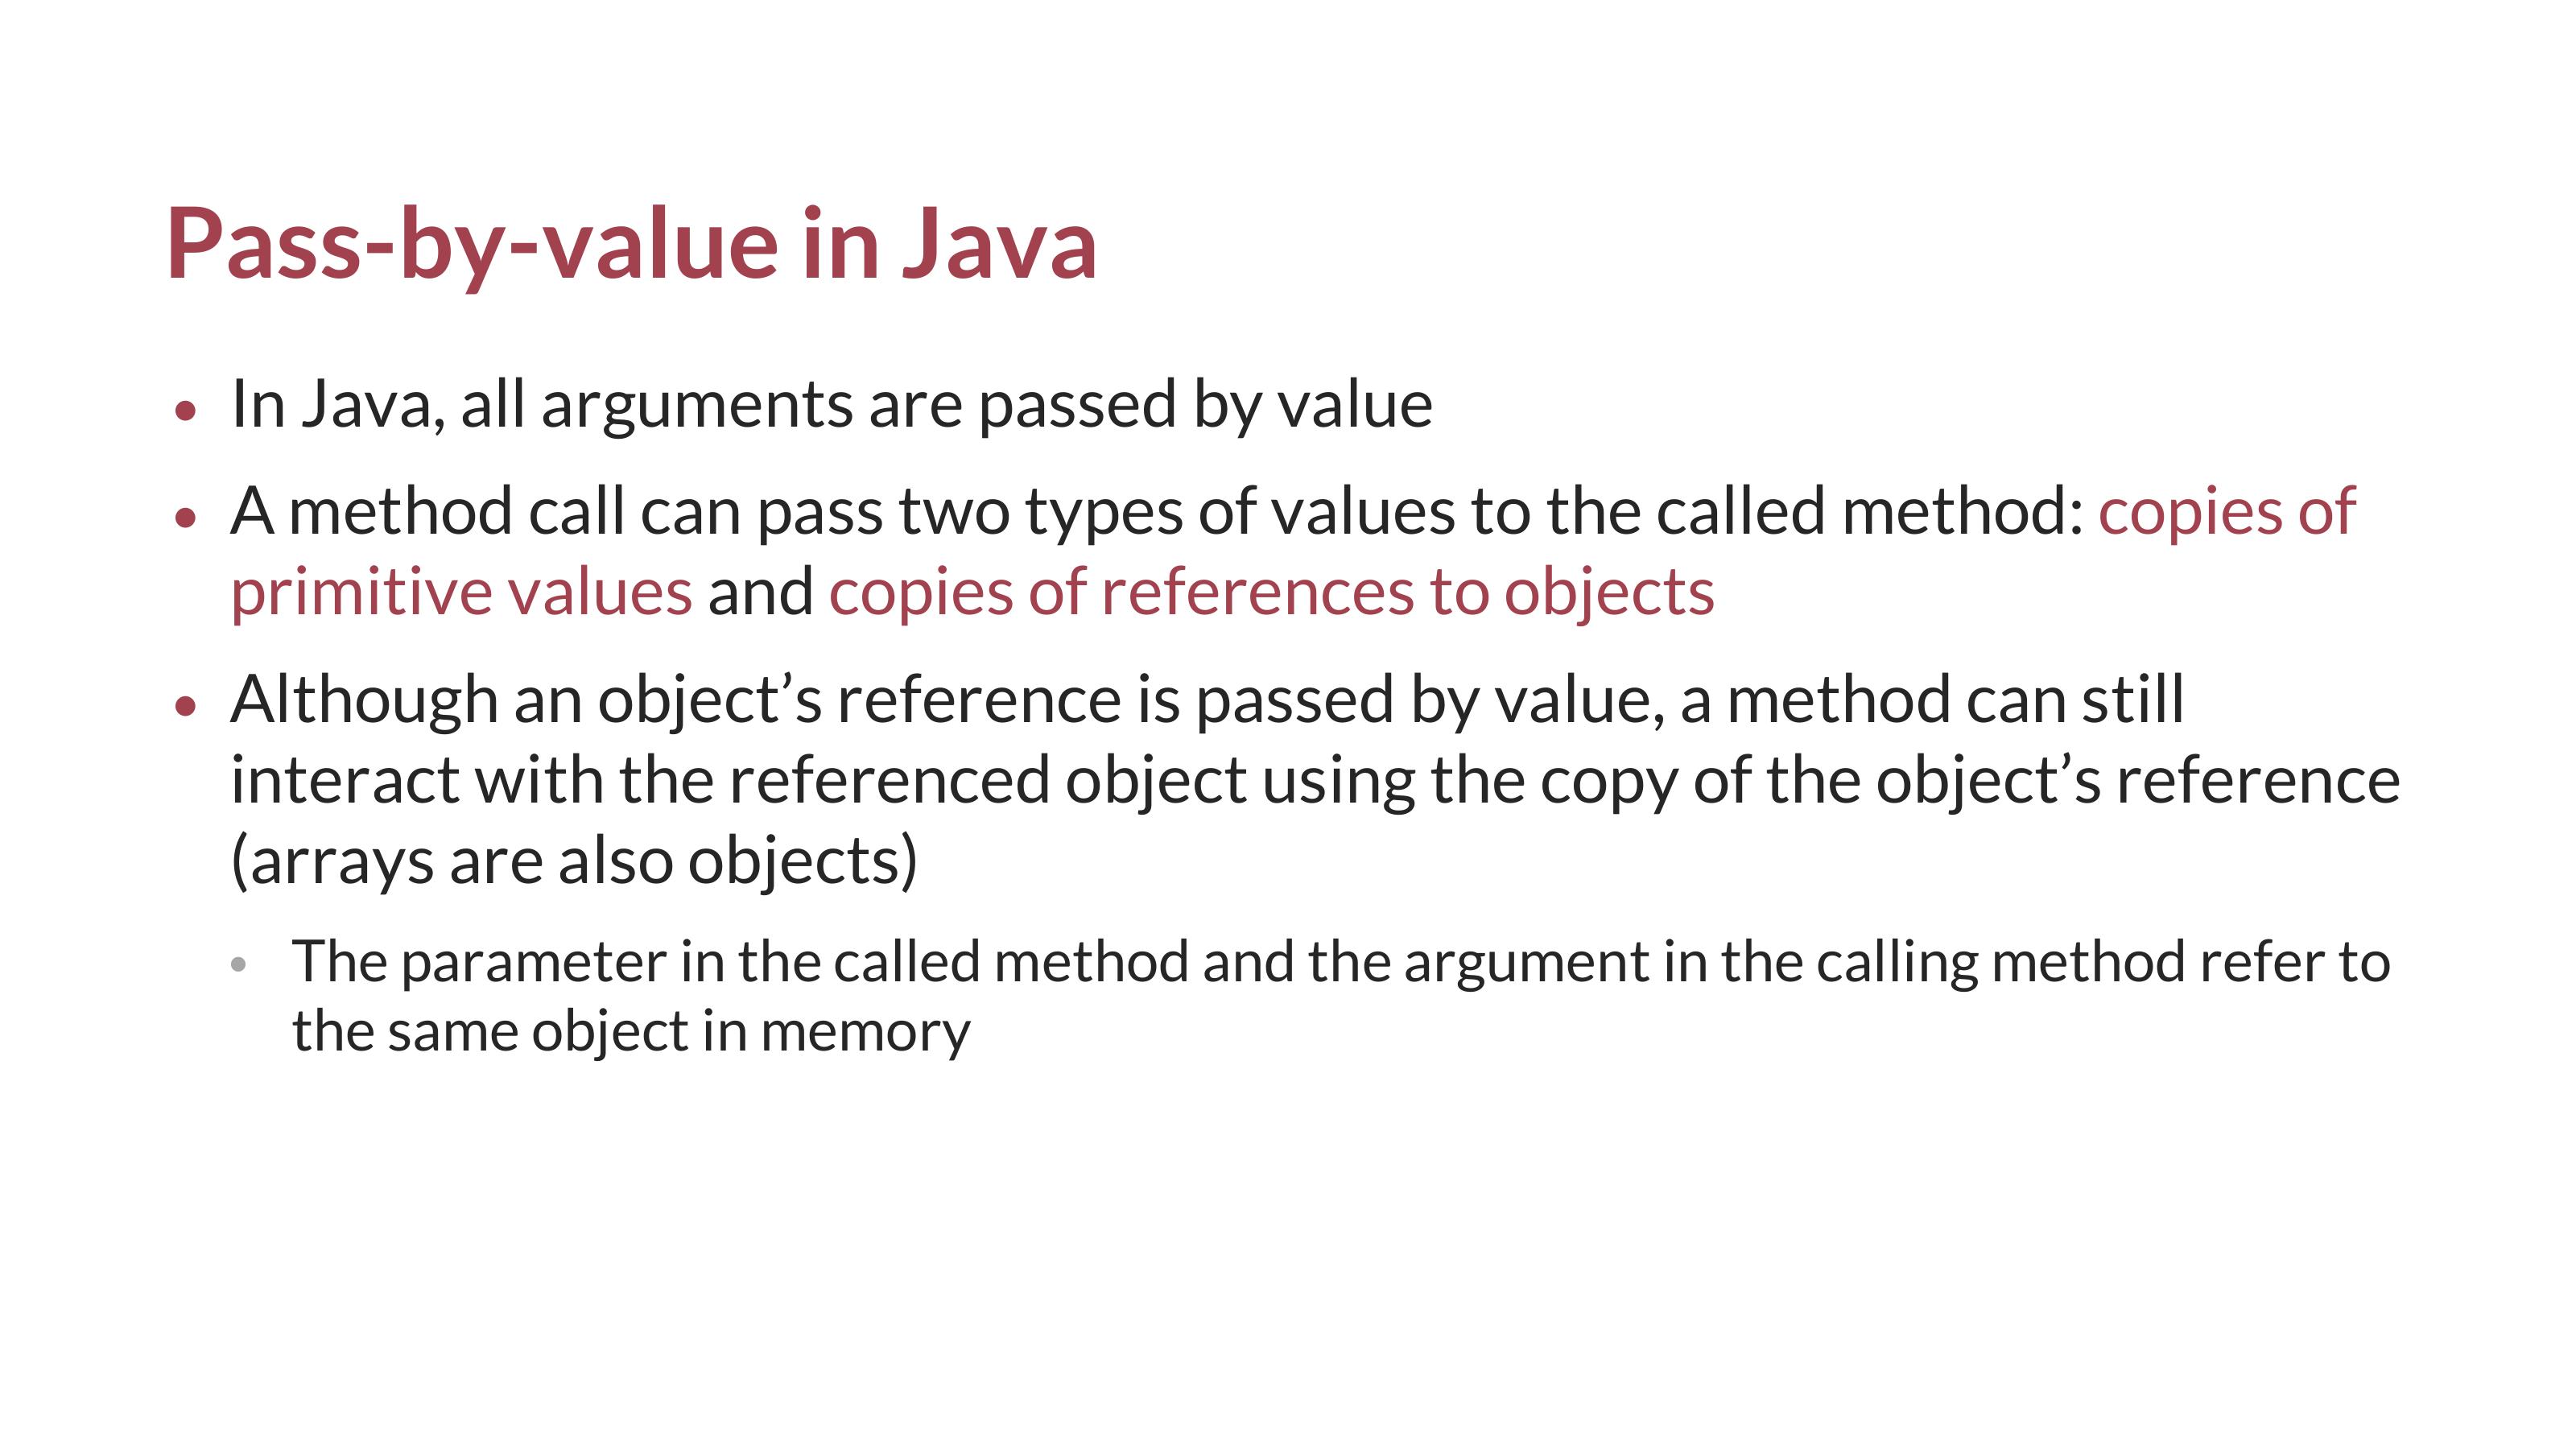 Pass-by-value in Java
• In Java, all arguments are passed by value
• A method call can pass two types of values to the called method: copies of
primitive values and copies of references to objects
• Although an object’s reference is passed by value, a method can still
interact with the referenced object using the copy of the object’s reference
(arrays are also objects)
• The parameter in the called method and the argument in the calling method refer to
the same object in memory